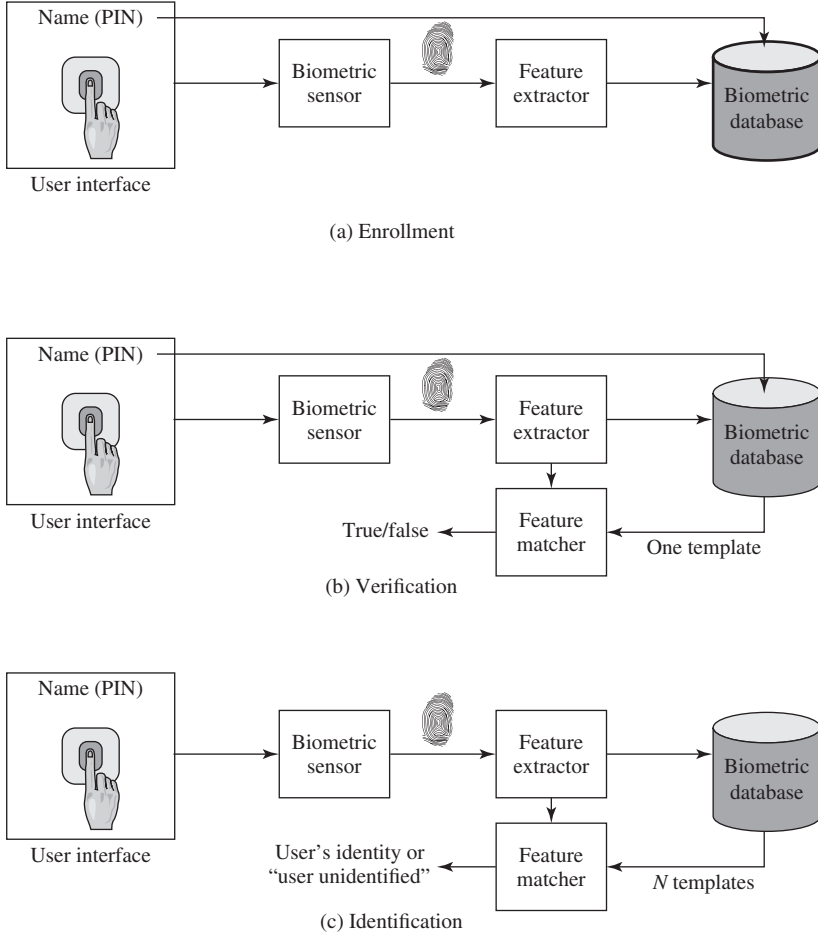 Name (PIN)
Biometric
sensor
Feature
extractor
Biometric
database
User interface
(a) Enrollment
Name (PIN)
Biometric
sensor
Feature
extractor
Biometric
database
User interface
True/false
Feature
matcher
One template
(b) Verification
Name (PIN)
Biometric
sensor
Feature
extractor
Biometric
database
User interface
User’s identity or
“user unidentified”
Feature
matcher
N templates
(c) Identification